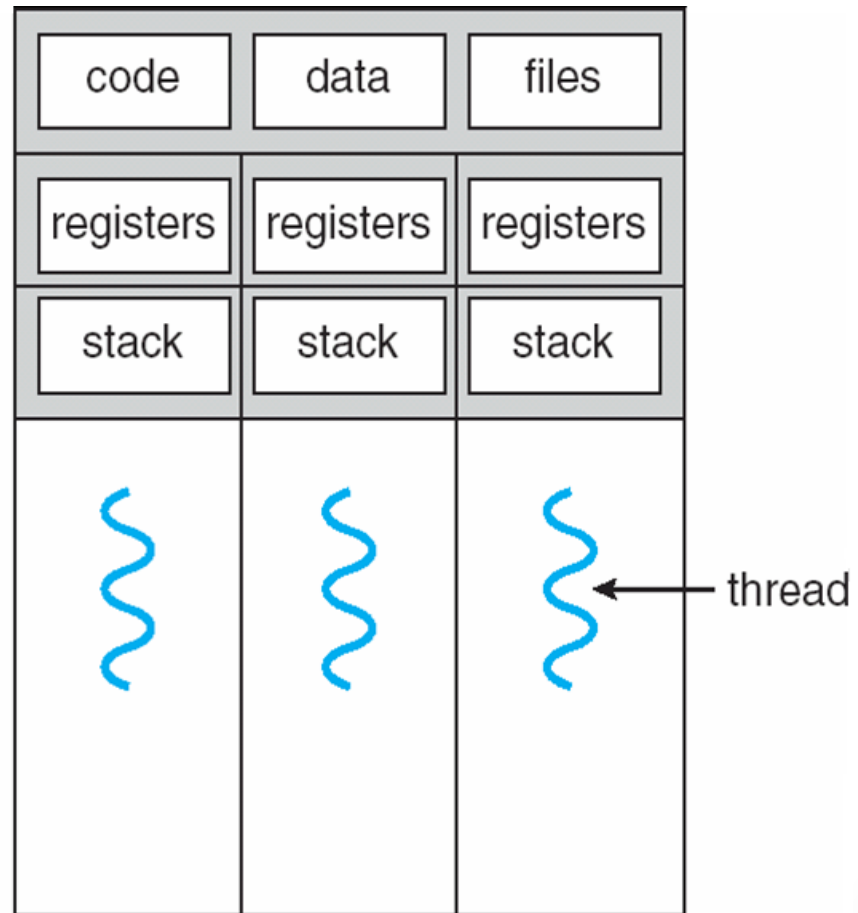 code data files
registers registers registers
stack stack stack
thread